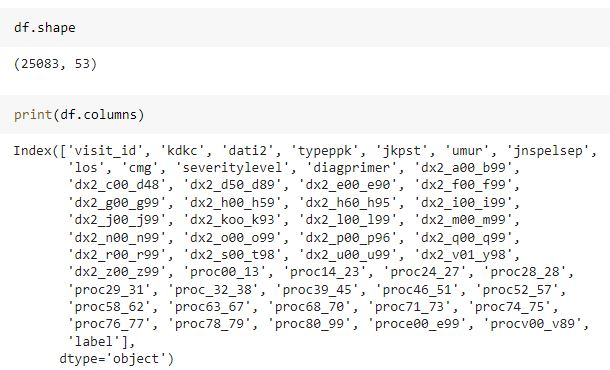 df.shape
(25083, 53)
print(df.columns)
Index(['visit_id', 'kdkc', 'dati2', 'typeppk', 'jkpst', 'umur', 'jnspelsep',
'los', 'cmg', 'severitylevel', 'diagprimer', 'dx2_a00_b99',
'dx2_c00_d48', 'dx2_d50_d89', 'dx2_e00_e90', 'dx2_f00_f99',
'dx2_g00_g99', 'dx2_h00_h59', 'dx2_h60_h95', 'dx2_i00_i99',
'dx2_j00_j99', 'dx2_koo_k93', 'dx2_l00_l99', 'dx2_m00_m99',
'dx2_n00_n99', 'dx2_o00_o99', 'dx2_p00_p96', 'dx2_q00_q99',
'dx2_r00_r99', 'dx2_s00_t98', 'dx2_u00_u99', 'dx2_v01_y98',
'dx2_z00_z99', 'proc00_13', 'proc14_23', 'proc24_27', 'proc28_28',
'proc29_31', 'proc_32_38', 'proc39_45', 'proc46_51', 'proc52_57',
'proc58_62', 'proc63_67', 'proc68_70', 'proc71_73', 'proc74_75',
'proc76_77', 'proc78_79', 'proc80_99', 'proce00_e99', 'procv00_v89',
'label'],
dtype='object')